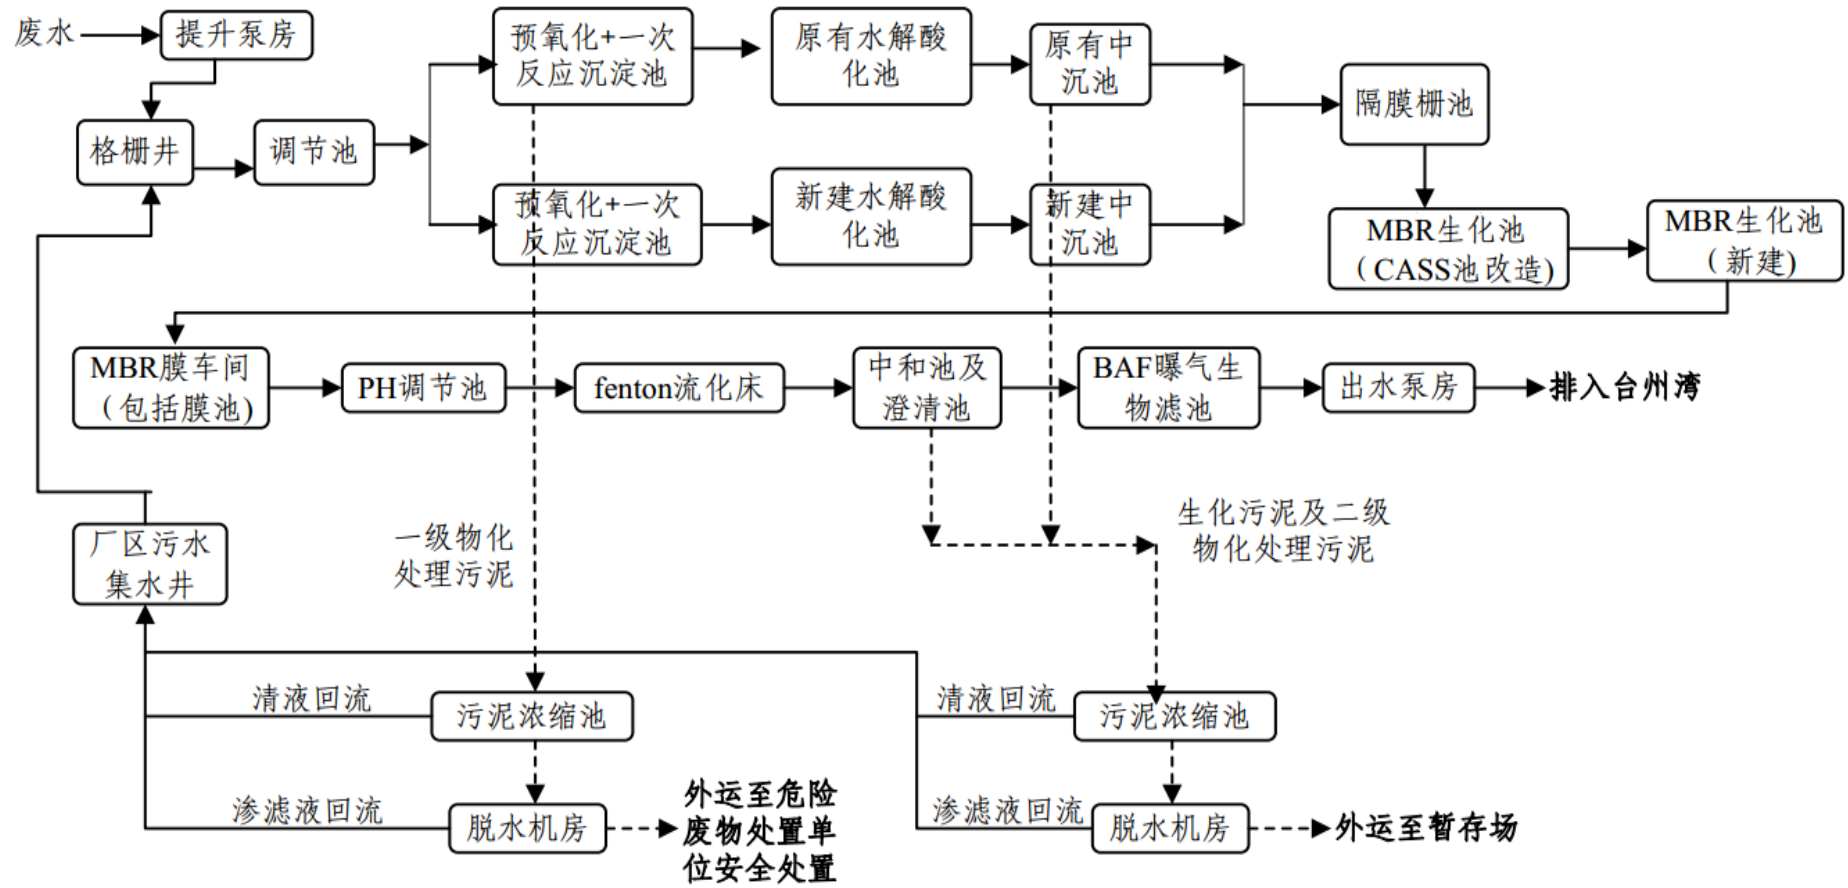 废水
提升泵房
预氧化+一次
反应沉淀池
原有水解酸
化池
原有中
沉池
隔膜栅池
格栅井
调节池
预氧化+一次
反应沉淀池
新建水解酸
化池
新建中
沉池
MBR生化池
(CASS池改造)
MBR生化池
(新建)
MBR膜车间
(包括膜池)
PH调节池
fenton流化床
中和池及
澄清池
BAF曝气生
物滤池
出水泵房
排入台州湾
厂区污水
集水井
一级物化
处理污泥
生化污泥及二级
物化处理污泥
清液回流
污泥浓缩池
清液回流
污泥浓缩池
渗滤液回流
脱水机房
外运至危险
废物处置单
位安全处置
渗滤液回流
脱水机房
外运至暂存场